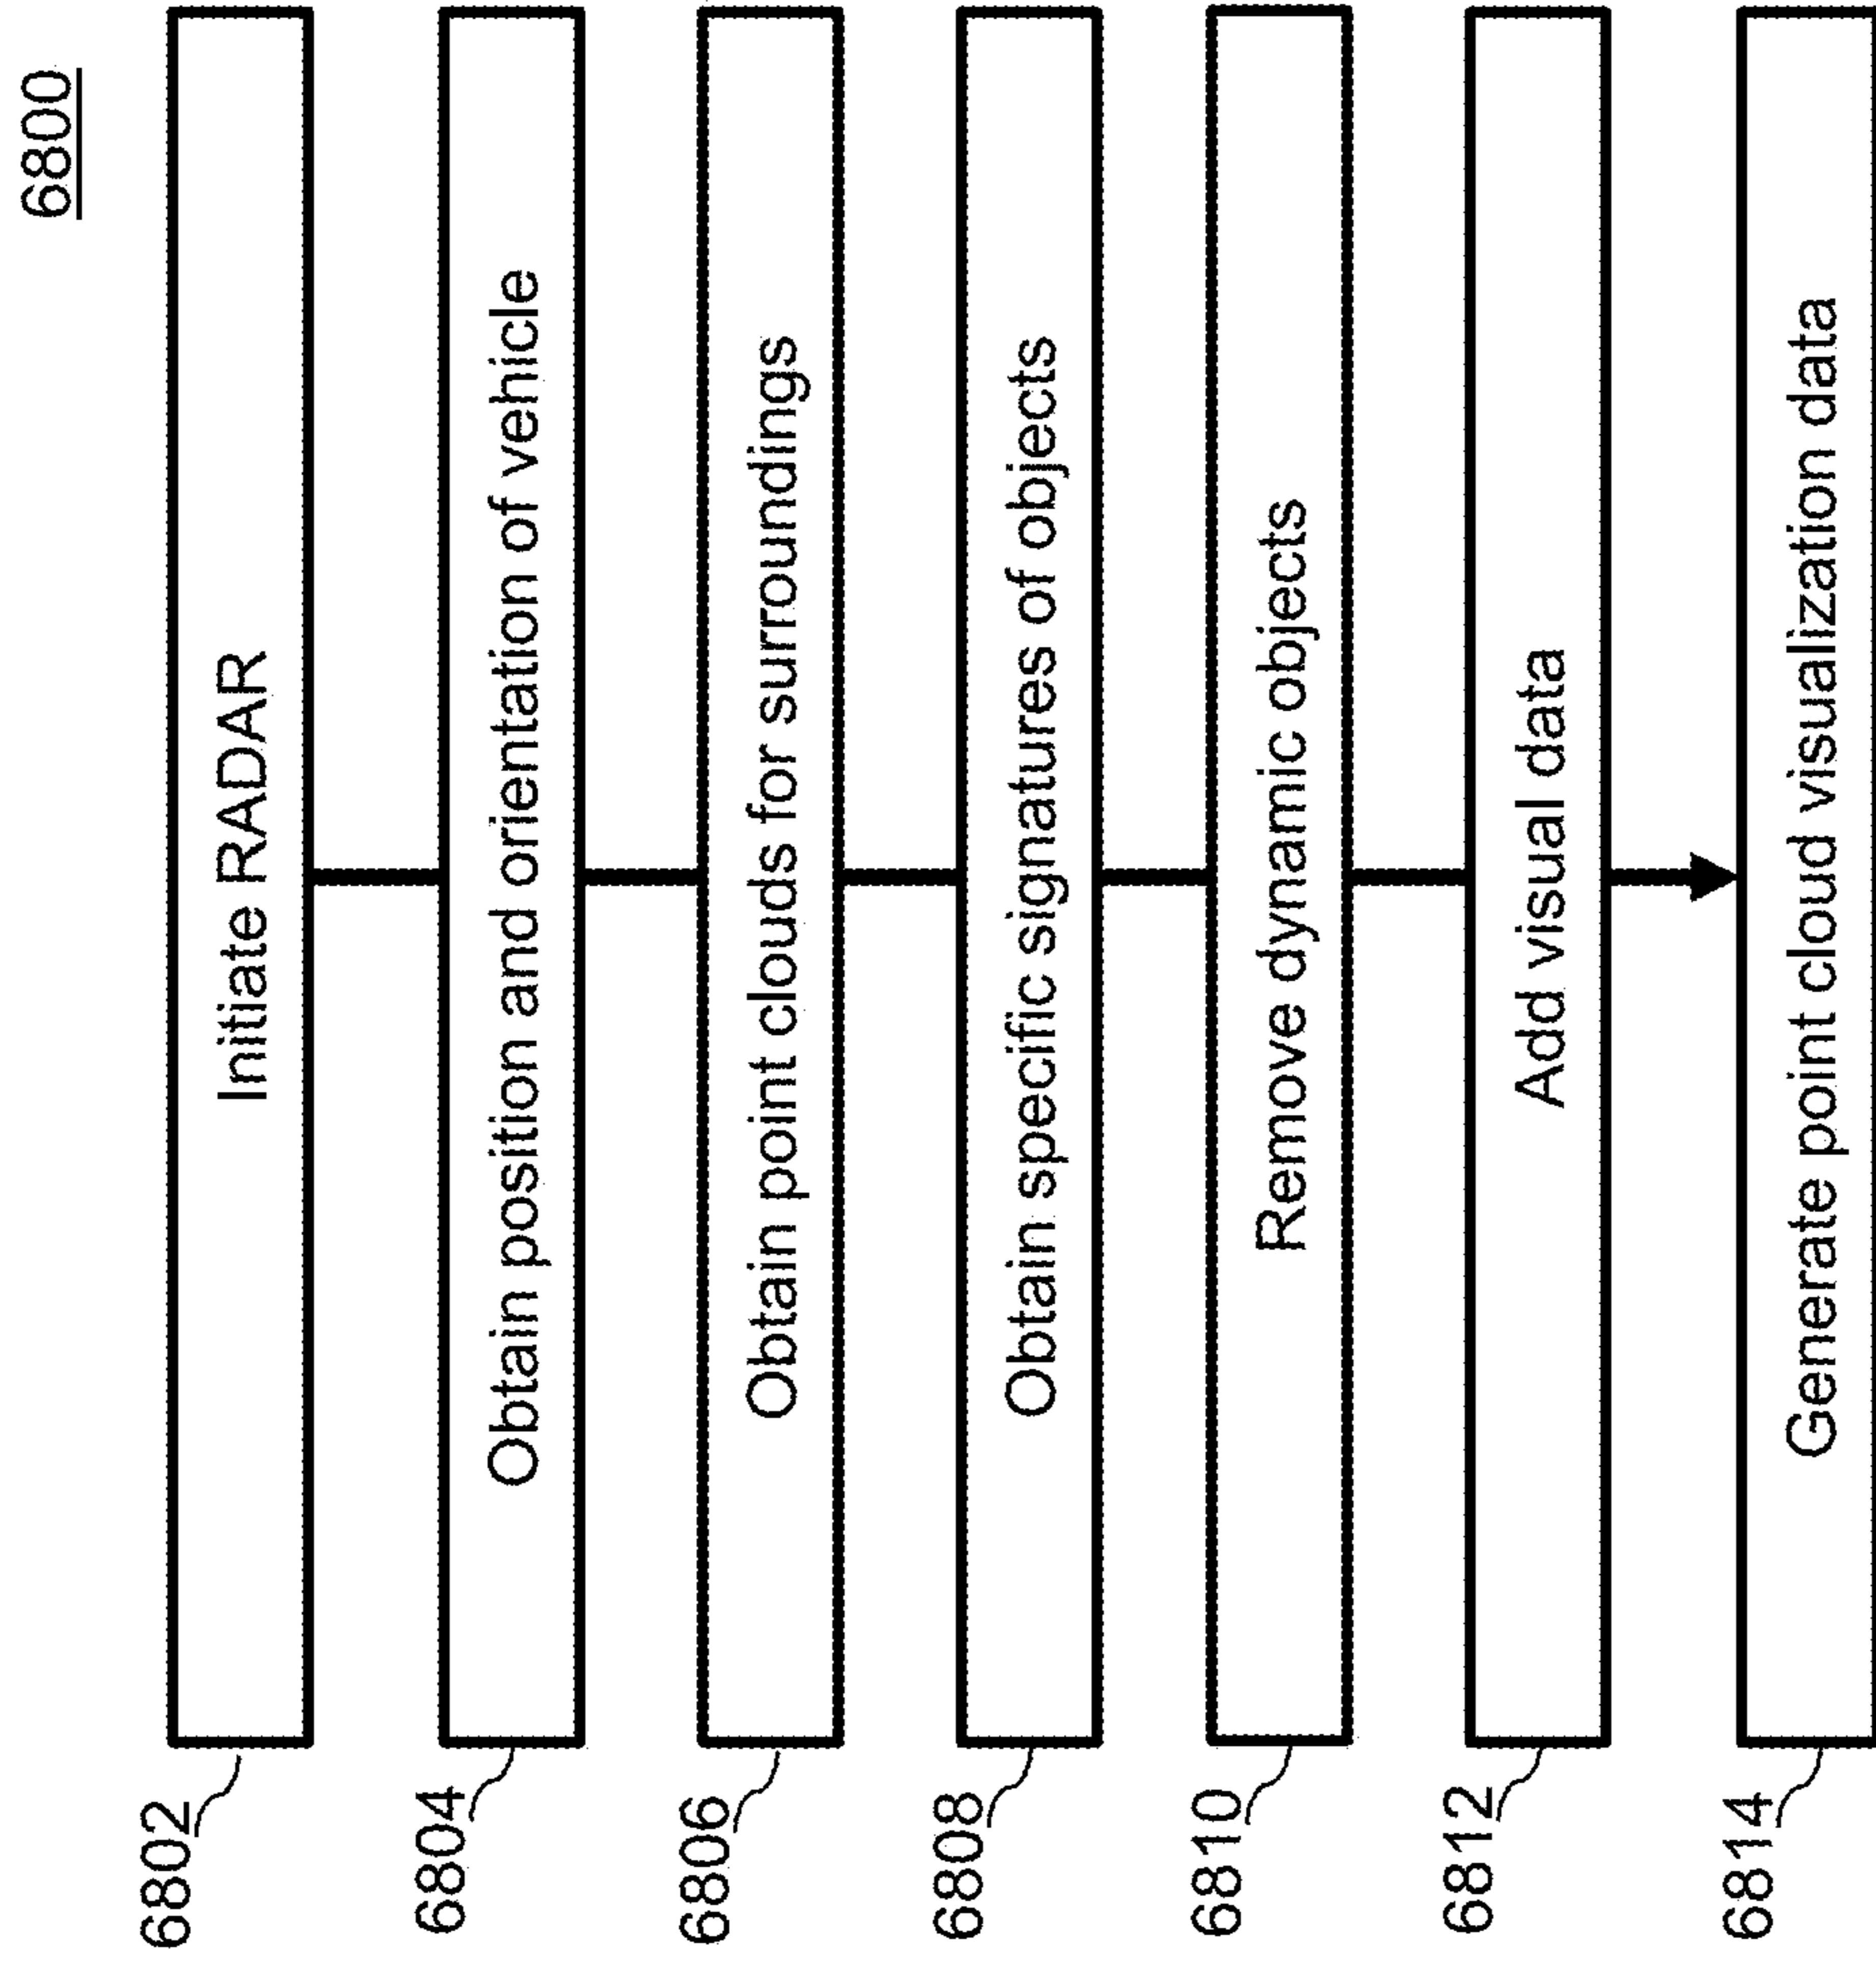 6800
6802
Initiate RADAR
6804
Obtain position and orientation of vehicle
6806
Obtain point clouds for surroundings
6808
Obtain specific signatures of objects
6810
Remove dynamic objects
6812
Add visual data
6814
Generate point cloud visualization data